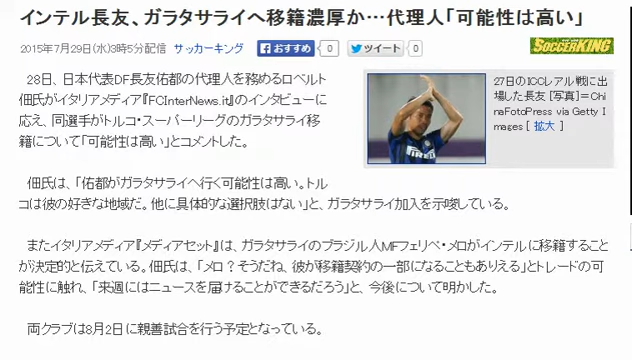 インテル長友、ガラタサライへ移籍濃厚か…代理人「可能性は高い」
2015年7月29日(水)8時5分配信 サッカーキング
おすすめ 0 ツイート 0
SOCCER KING
28日、日本代表DF長友佑都の代理人を務めるロベルト
佃氏がイタリアメディア『FCInterNews.it』のインタビューに
応え、同選手がトルコ・スーパーリーグのガラタサライ移
籍について「可能性は高い」とコメントした。
27日のICCレアル戦に出
場した長友 [写真]=Chi
naFotoPress via Getty I
mages [ 拡大 ]
佃氏は、「佑都がガラタサライへ行く可能性は高い。トル
コは彼の好きな地域だ。他に具体的な選択肢はない」と、ガラタサライ加入を示唆している。
またイタリアメディア『メディアセット』は、ガラタサライのブラジル人MFフェリペ・メロがインテルに移籍すること
が決定的と伝えている。佃氏は、「メロ？そうだね、彼が移籍契約の一部になることもありえる」とトレードの可
能性に触れ、「来週にはニュースを届けることができるだろう」と、今後について明かした。
両クラブは8月2日に親善試合を行う予定となっている。